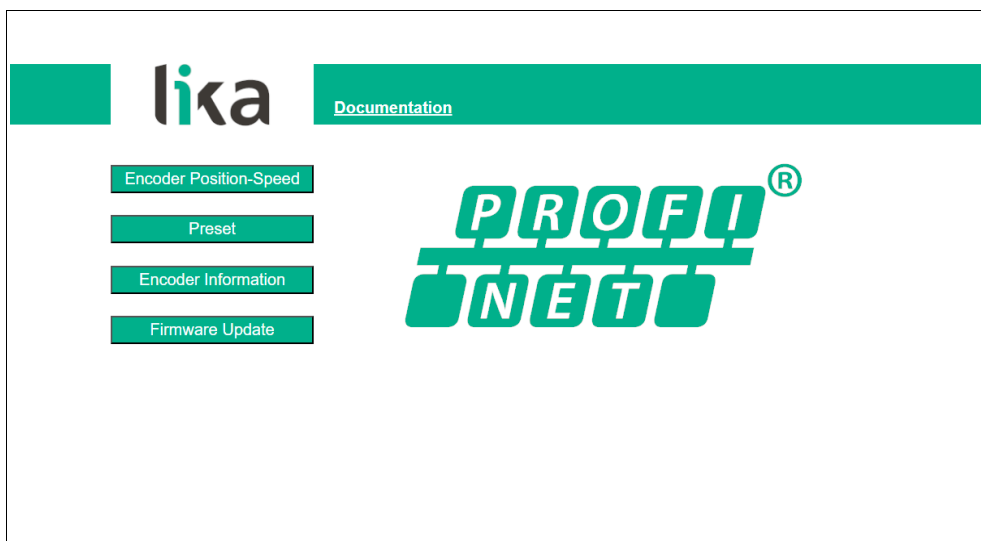 lika
Documentation
Encoder Position-Speed
Preset
Encoder Information
Firmware Update
PROFI®
NET